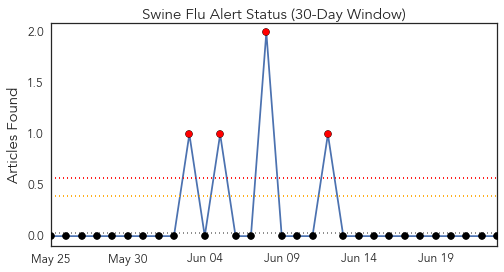 Swine Flu Alert Status (30-Day Window)
Articles Found
2.0
1.5
1.0
0.5
0.0
May 25 May 30 Jun 04 Jun 09 Jun 14 Jun 19